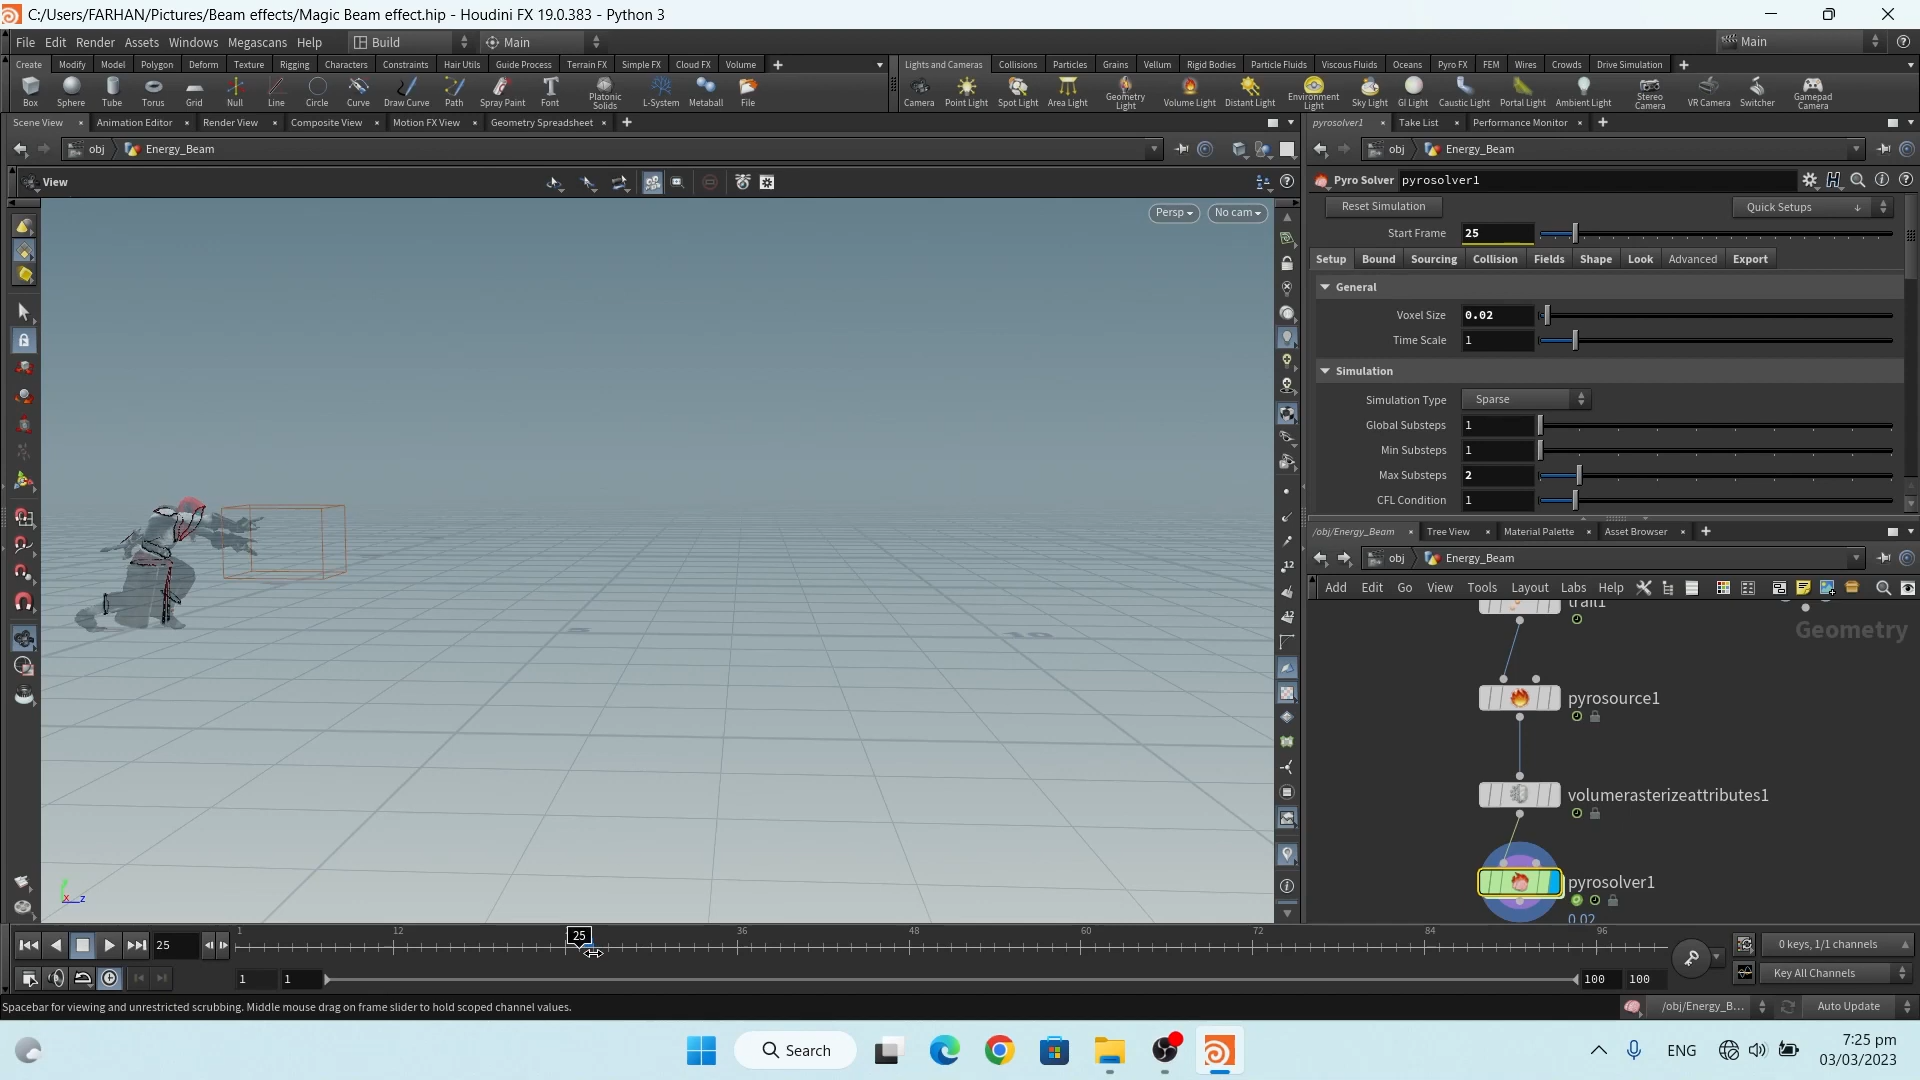 C:/Users/FARHAN/Pictures/Beam effects/Magic Beam effect.hip - Houdini FX 19.0.383 - Python 3
File Edit Render Assets Windows Megascans Help Build Main Main
Create Modify Model Polygon Deform Texture Rigging Characters Constraints Hair Utils Guide Process Terrain FX Simple FX Cloud FX Volume
Lights and Cameras Collisions Particles Grains Vellum Rigid Bodies Particle Fluids Viscous Fluids Oceans Pyro FX FEM Wires Crowds Drive Simulation
Box Sphere Tube Torus Grid Null Line Circle Curve Draw Curve Path Spray Paint Font Platonic Solids L-System Metaball File
Camera Point Light Spot Light Area Light Geometry Light Volume Light Distant Light Environment Light Sky Light GI Light Caustic Light Portal Light Ambient Light Stereo Camera VR Camera Switcher Gamepad Camera
Scene View Animation Editor Render View Composite View Motion FX View Geometry Spreadsheet
pyrosolver1 Take List Performance Monitor
obj Energy_Beam
obj Energy_Beam
View
Persp No cam
Pyro Solver pyrosolver1
Reset Simulation Quick Setups
Start Frame 25
Setup Bound Sourcing Collision Fields Shape Look Advanced Export
General
Voxel Size 0.02
Time Scale 1
Simulation
Simulation Type Sparse
Global Substeps 1
Min Substeps 1
Max Substeps 2
CFL Condition 1
/obj/Energy_Beam Tree View Material Palette Asset Browser
obj Energy_Beam
Add Edit Go View Tools Layout Labs Help
trail1
Geometry
pyrosource1
volumerasterizeattributes1
pyrosolver1
0.02
5 10
x z
25 1 12 25 36 48 60 72 84 96
0 keys, 1/1 channels
1 1 100 100
Key All Channels
Spacebar for viewing and unrestricted scrubbing. Middle mouse drag on frame slider to hold scoped channel values.
/obj/Energy_B... Auto Update
Search
ENG
7:25 pm
03/03/2023